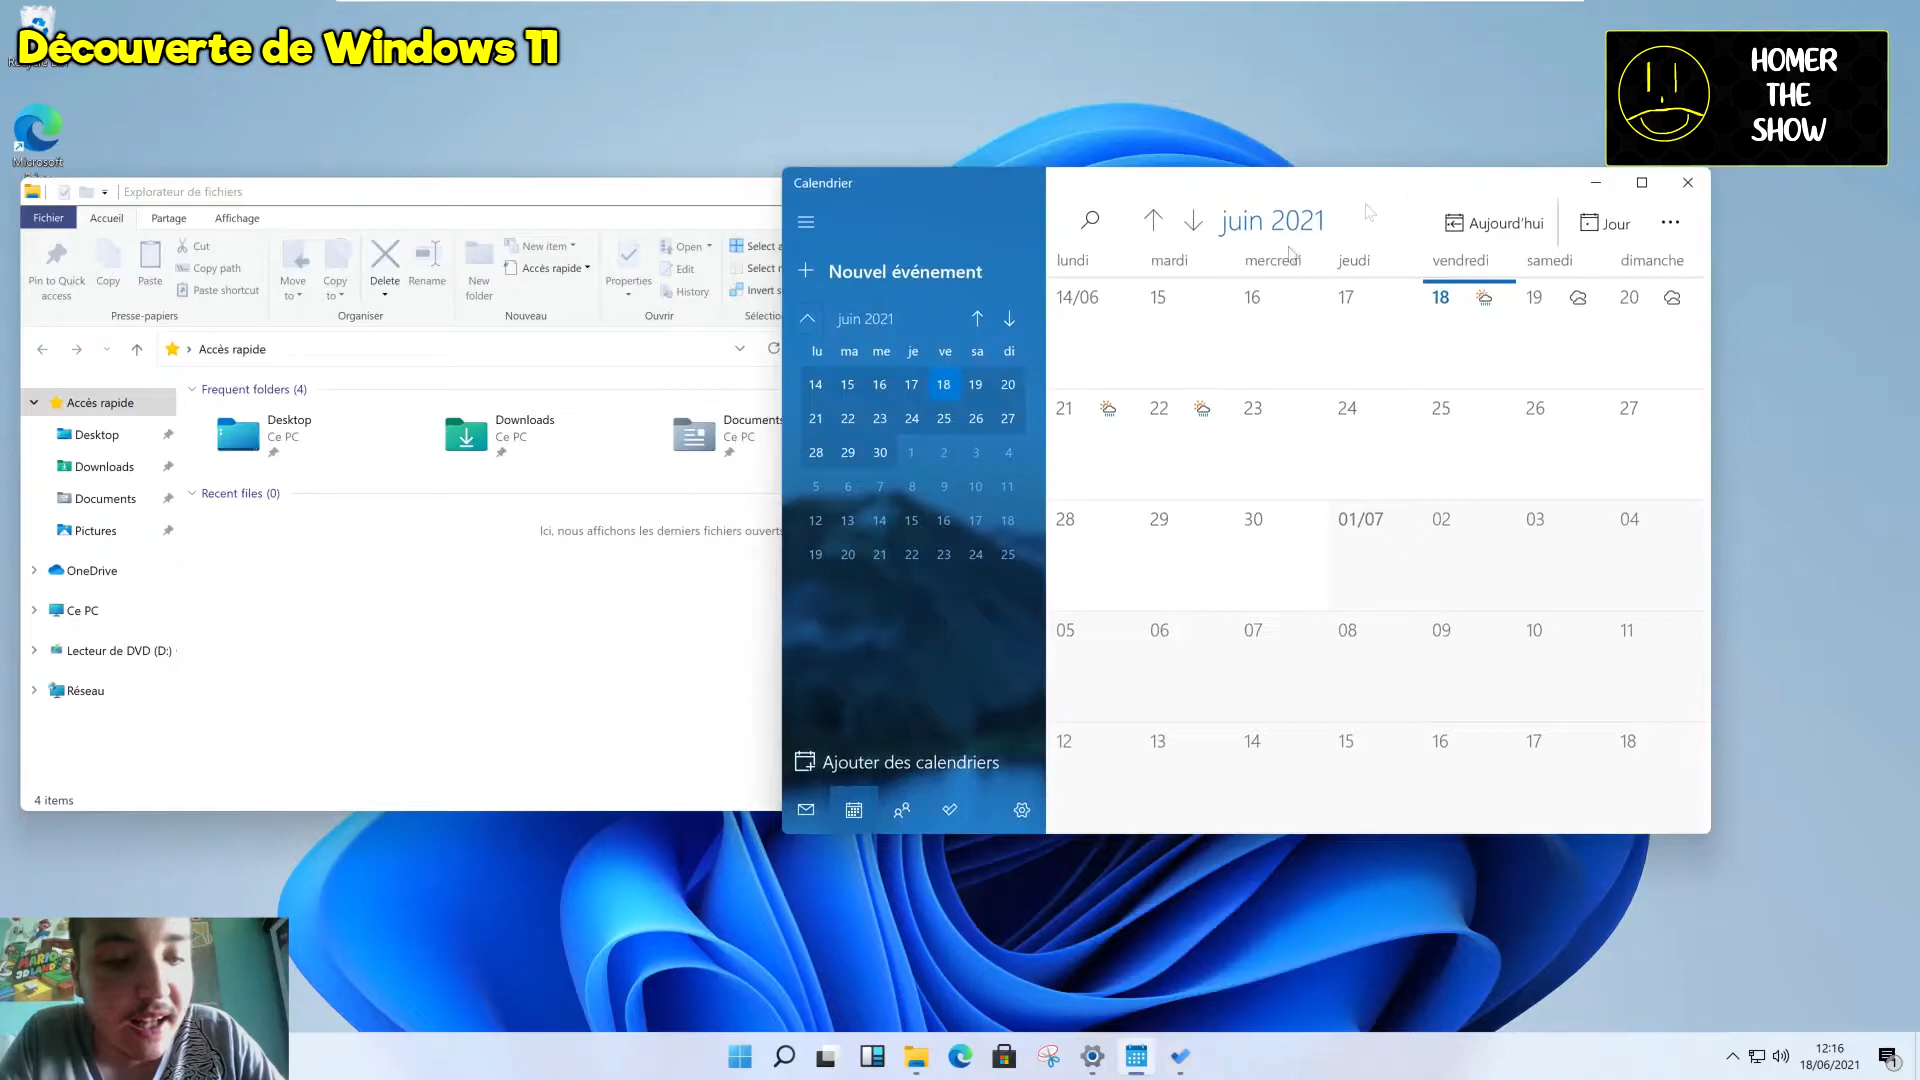 Découverte de Windows 11
HOMER
THE
SHOW
Microsoft
Explorateur de fichiers
Fichier
Accueil
Partage
Affichage
Pin to Quick
access
Copy
Paste
Cut
Copy path
Paste shortcut
Presse-papiers
Move
to
Copy
to
Delete
Rename
Organiser
New
folder
New item
Accès rapide
Nouveau
Properties
Open
Edit
History
Ouvrir
Select a
Select n
Invert s
Sélectio
Accès rapide
Accès rapide
Desktop
Downloads
Documents
Pictures
OneDrive
Ce PC
Lecteur de DVD (D:)
Réseau
Frequent folders (4)
Desktop
Ce PC
Downloads
Ce PC
Documents
Ce PC
Recent files (0)
Ici, nous affichons les derniers fichiers ouverts
4 items
Calendrier
Nouvel événement
juin 2021
lu ma me je ve sa di
14 15 16 17 18 19 20
21 22 23 24 25 26 27
28 29 30 1 2 3 4
5 6 7 8 9 10 11
12 13 14 15 16 17 18
19 20 21 22 23 24 25
Ajouter des calendriers
juin 2021
Aujourd'hui
Jour
lundi mardi mercredi jeudi vendredi samedi dimanche
14/06 15 16 17 18 19 20
21 22 23 24 25 26 27
28 29 30 01/07 02 03 04
05 06 07 08 09 10 11
12 13 14 15 16 17 18
MARIO
3D LAND
12:16
18/06/2021
1